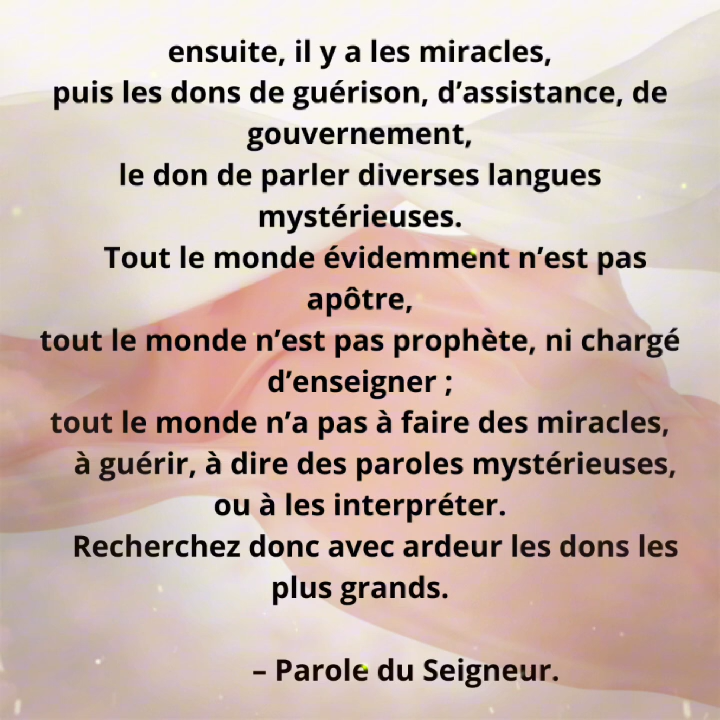 ensuite, il y a les miracles,
puis les dons de guérison, d’assistance, de
gouvernement,
le don de parler diverses langues
mystérieuses.
Tout le monde évidemment n’est pas
apôtre,
tout le monde n’est pas prophète, ni chargé
d’enseigner ;
tout le monde n’a pas à faire des miracles,
à guérir, à dire des paroles mystérieuses,
ou à les interpréter.
Recherchez donc avec ardeur les dons les
plus grands.
– Parole du Seigneur.